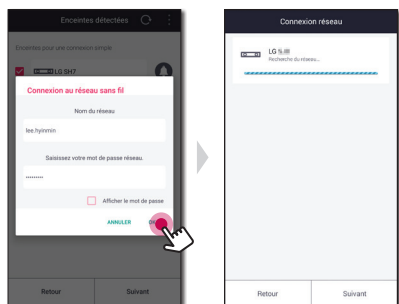 Enceintes détectées
Enceintes pour une connexion simple
LG SH7
Connexion au réseau sans fil
Nom du réseau
lee.hyinmin
Saisissez votre mot de passe réseau.
•••••••••
Afficher le mot de passe
ANNULER
Retour
Suivant
Connexion réseau
LG
Recherche du réseau...
Retour
Suivant